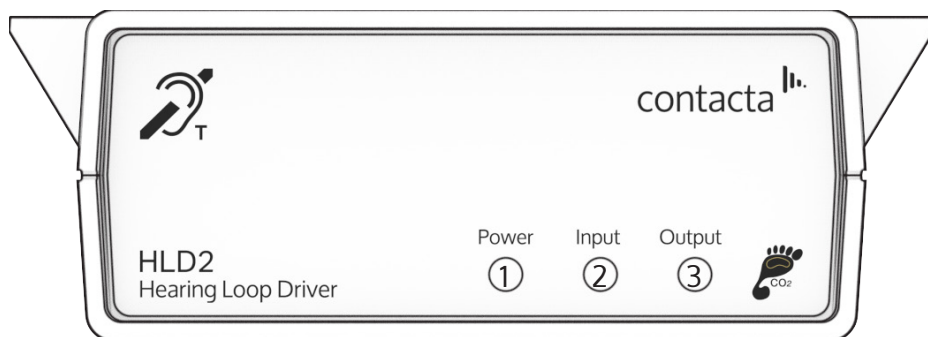 T
contacta
Power Input Output
1 2 3
HLD2
Hearing Loop Driver
CO₂